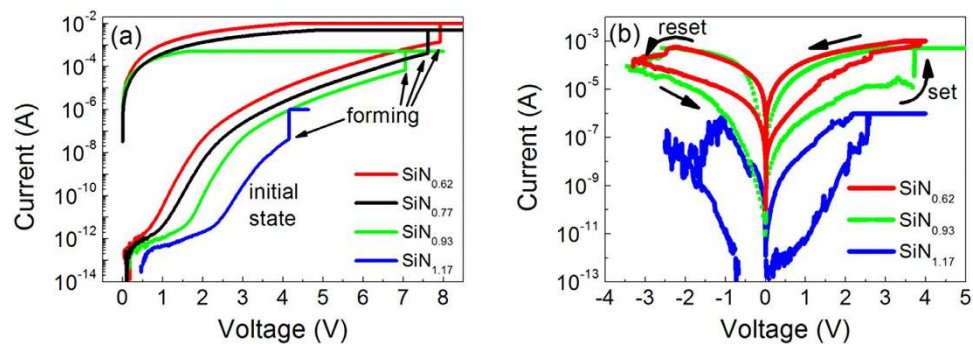 (a)
Current (A)
10⁻²
10⁻⁴
10⁻⁶
10⁻⁸
10⁻¹⁰
10⁻¹²
10⁻¹⁴
forming
initial
state
SiN₀.₆₂
SiN₀.₇₇
SiN₀.₉₃
SiN₁.₁₇
0 1 2 3 4 5 6 7 8
Voltage (V)
(b)
Current (A)
10⁻¹
10⁻³
10⁻⁵
10⁻⁷
10⁻⁹
10⁻¹¹
10⁻¹³
reset
set
SiN₀.₆₂
SiN₀.₉₃
SiN₁.₁₇
-4 -3 -2 -1 0 1 2 3 4 5
Voltage (V)